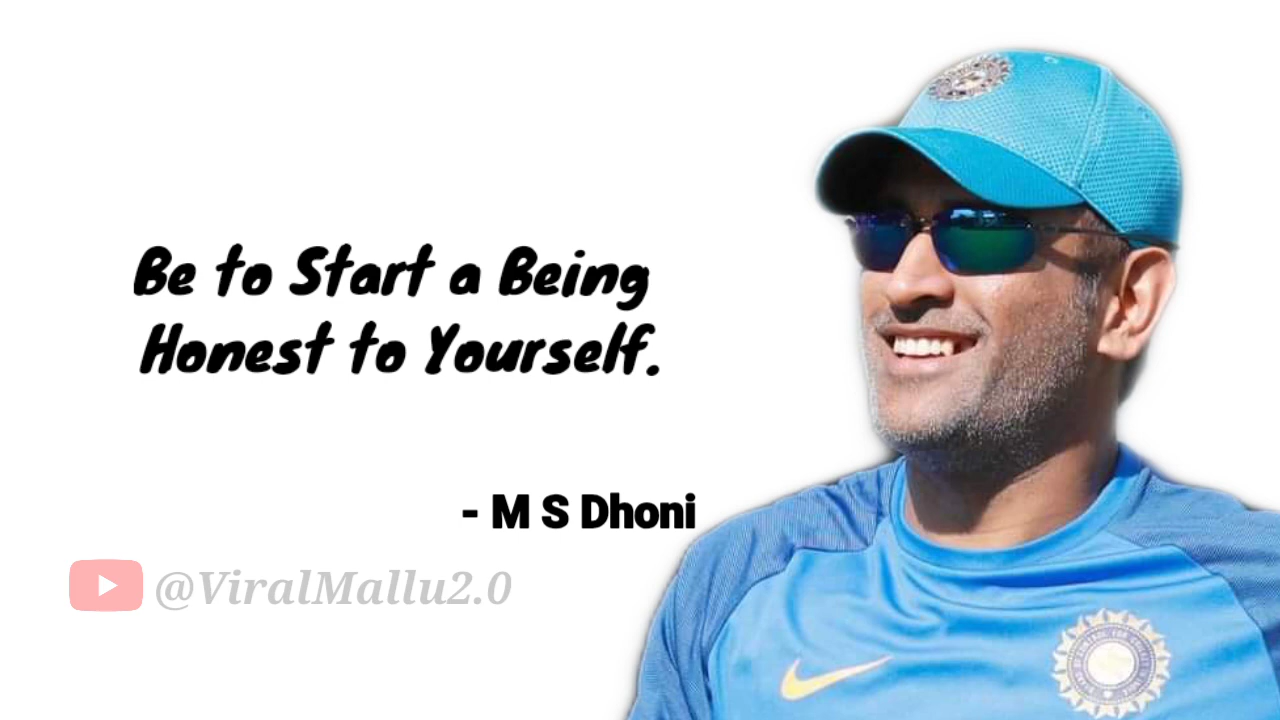 Be to Start a Being
Honest to Yourself.
- M S Dhoni
@ViralMallu2.0